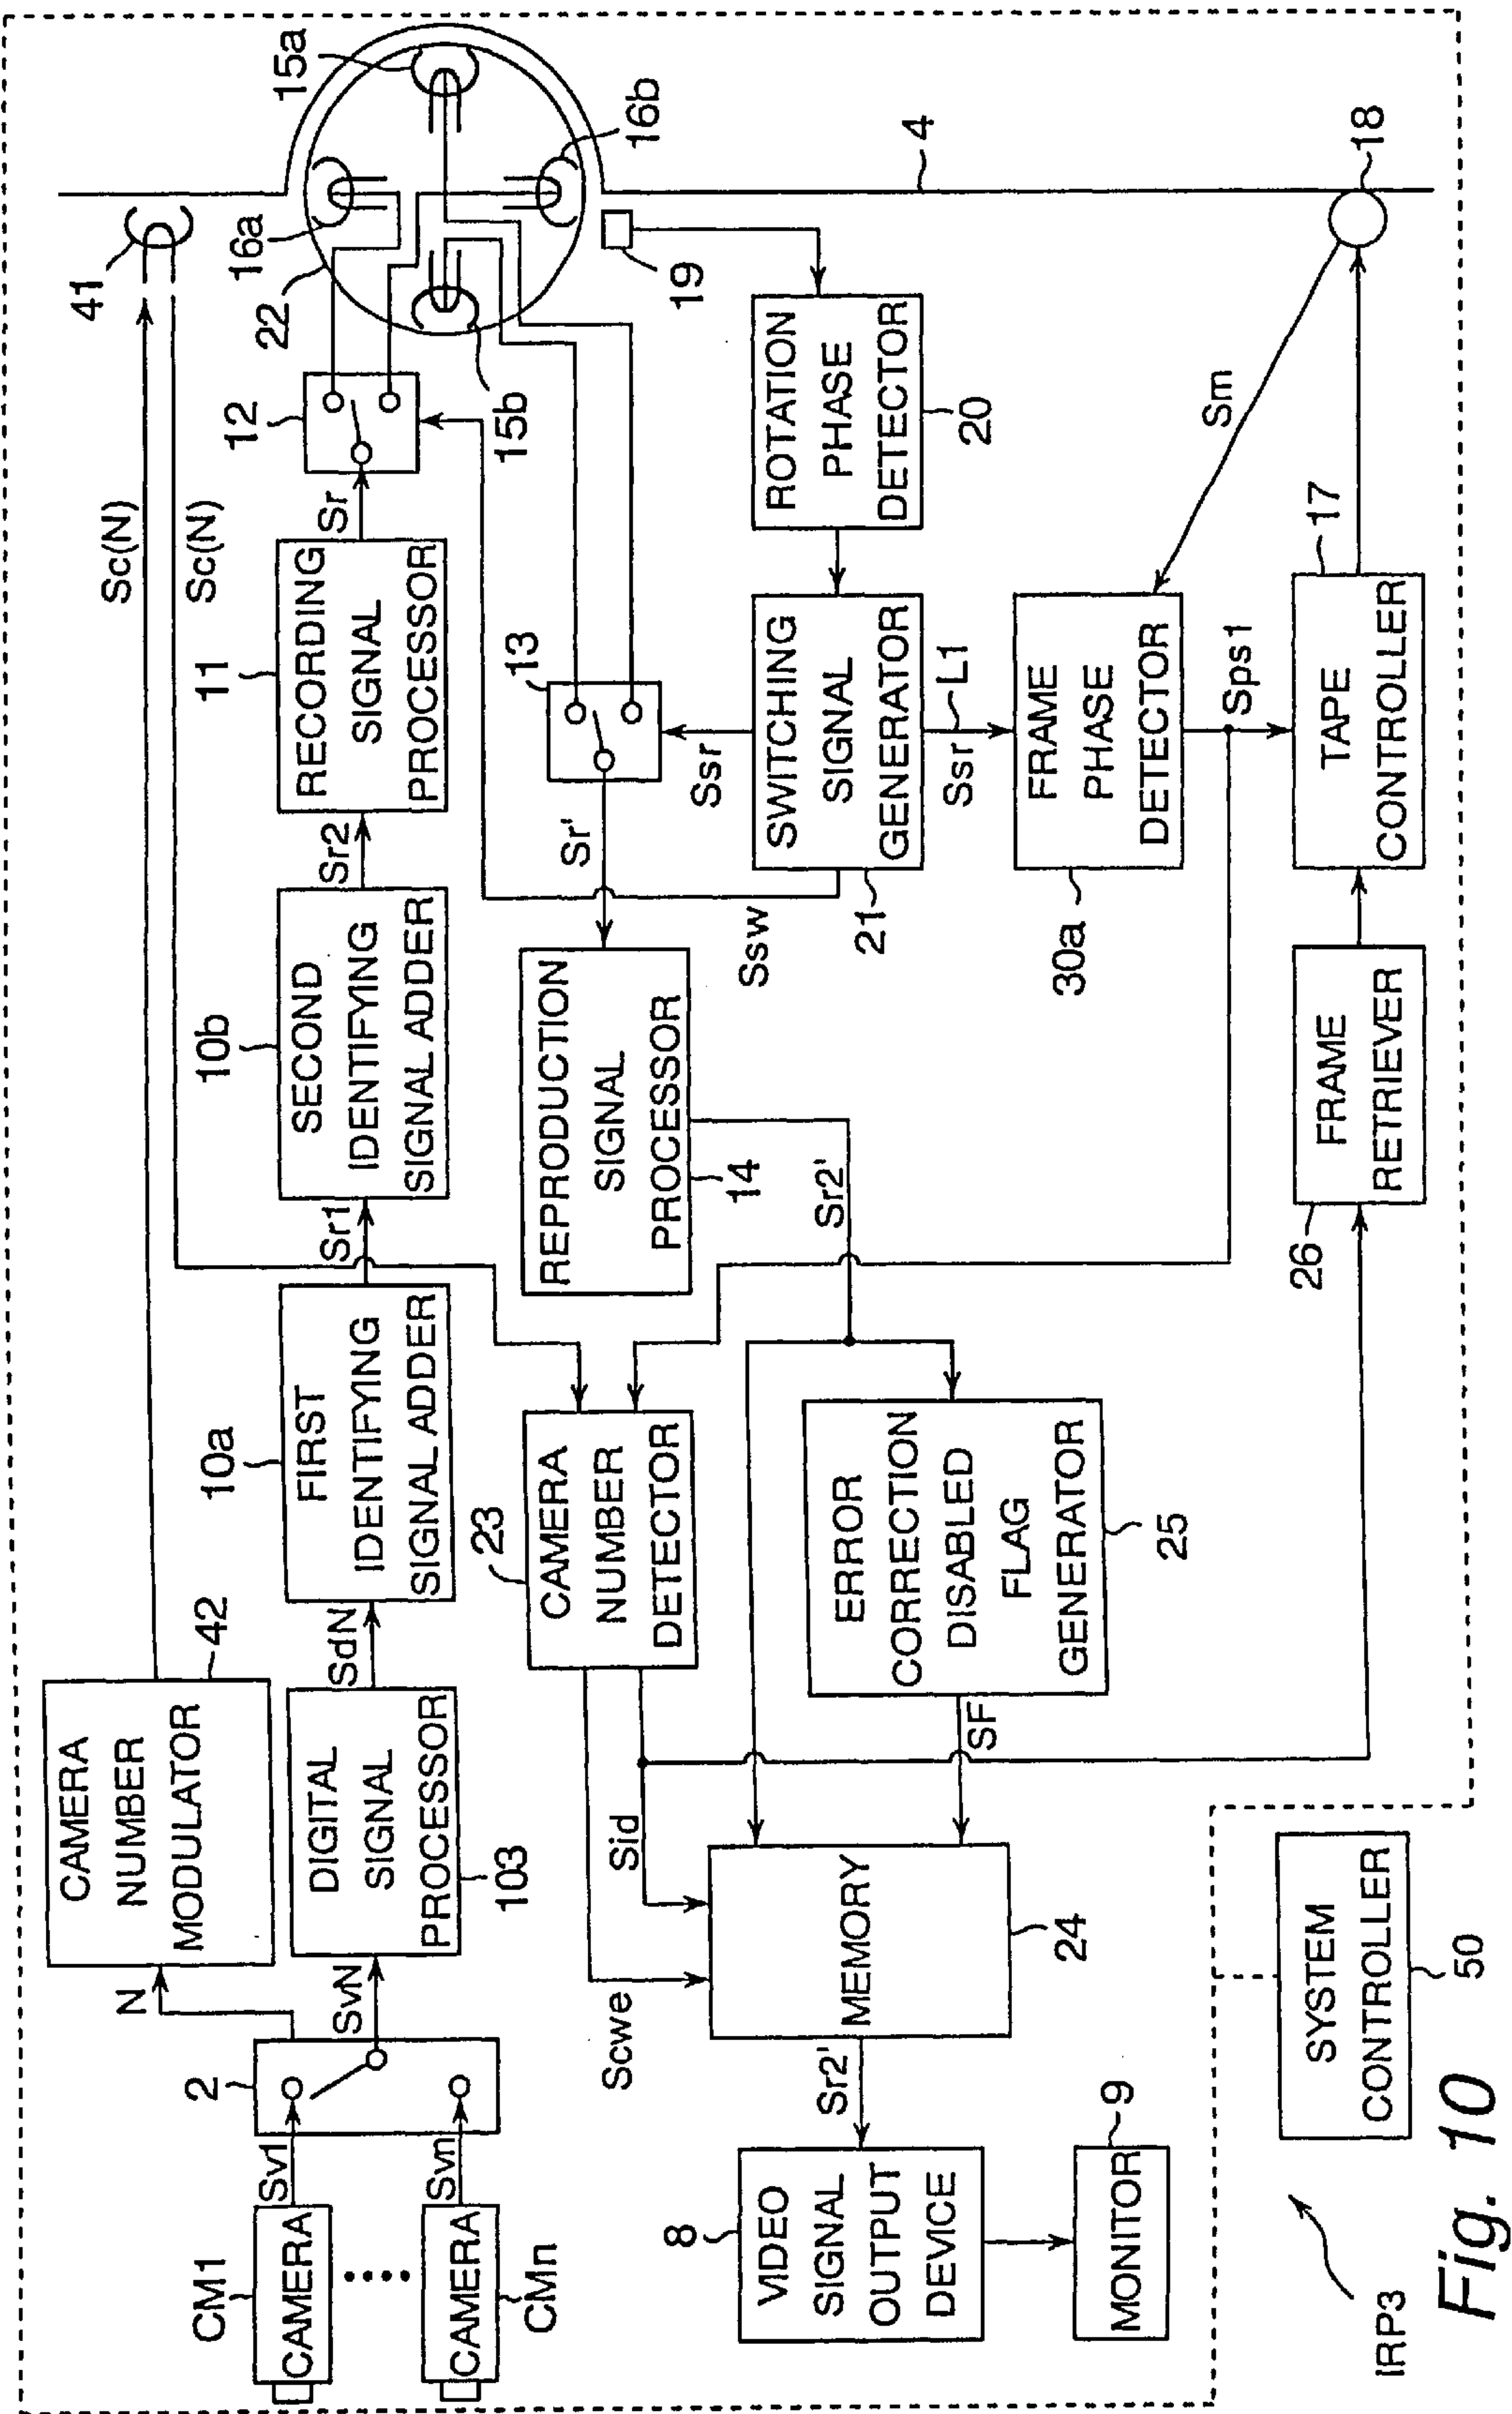 CM1
CAMERA
CMn
CAMERA
Sv1
Svn
2
N
SvN
CAMERA
NUMBER
MODULATOR
42
DIGITAL
SIGNAL
PROCESSOR
103
SdN
10a
FIRST
IDENTIFYING
SIGNAL ADDER
Sr1
10b
SECOND
IDENTIFYING
SIGNAL ADDER
Sr2
11
RECORDING
SIGNAL
PROCESSOR
Sr
12
Sc(N)
Sc(N)
41
22
16a
15a
16b
15b
19
4
18
23
CAMERA
NUMBER
DETECTOR
REPRODUCTION
SIGNAL
PROCESSOR
14
Sr'
13
Ssr
Ssw
SWITCHING
SIGNAL
GENERATOR
21
ROTATION
PHASE
DETECTOR
20
Ssr
L1
FRAME
PHASE
DETECTOR
30a
Sm
Sps1
TAPE
CONTROLLER
17
FRAME
RETRIEVER
26
Sr2'
ERROR
CORRECTION
DISABLED
FLAG
GENERATOR
25
SF
Sid
Scwe
MEMORY
24
Sr2'
8
VIDEO
SIGNAL
OUTPUT
DEVICE
MONITOR
9
SYSTEM
CONTROLLER
50
IRP3
Fig. 10